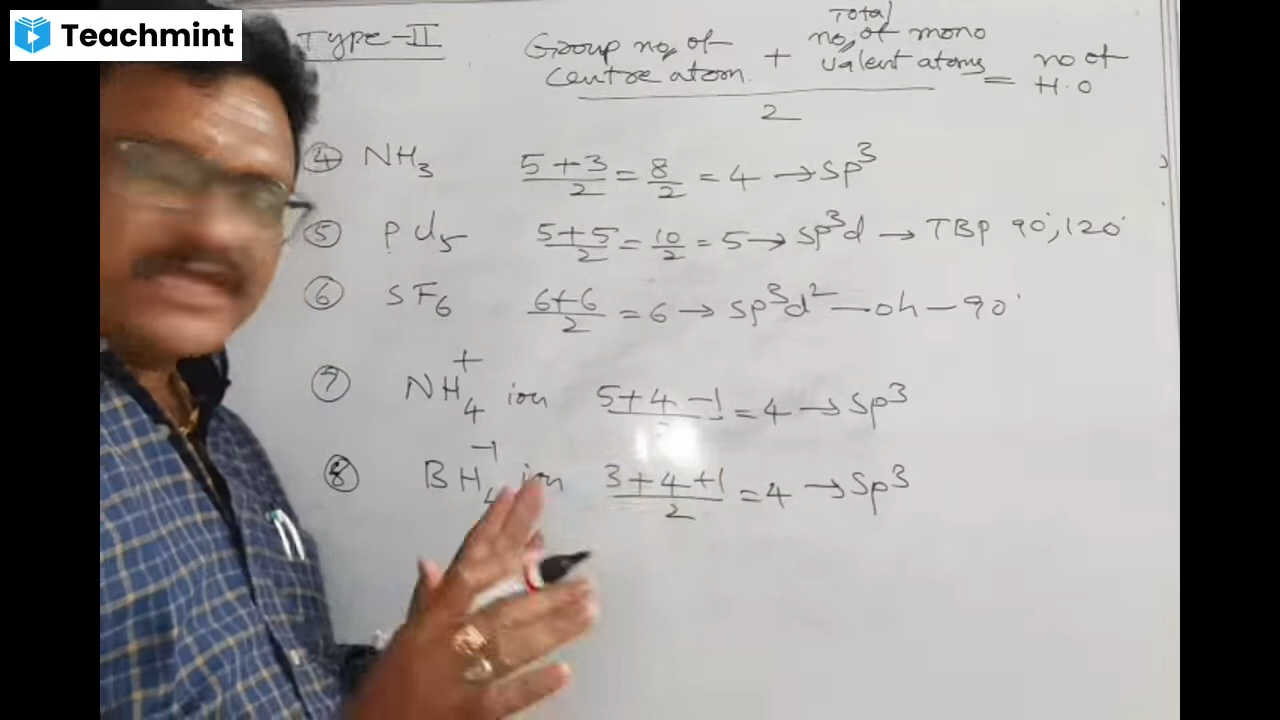 Teachmint
Type-II
Group no, of centre atom + Total no, of mono valent atoms / 2 = no of H.O
④ NH₃ 5+3/2 = 8/2 = 4 → sp³
⑤ PCl₅ 5+5/2 = 10/2 = 5 → sp³d → TBP 90°, 120°
⑥ SF₆ 6+6/2 = 6 → sp³d² — oh — 90°
⑦ NH₄⁺ ion 5+4-1/ = 4 → sp³
⑧ BH₄⁻¹ ion 3+4+1/2 = 4 → sp³